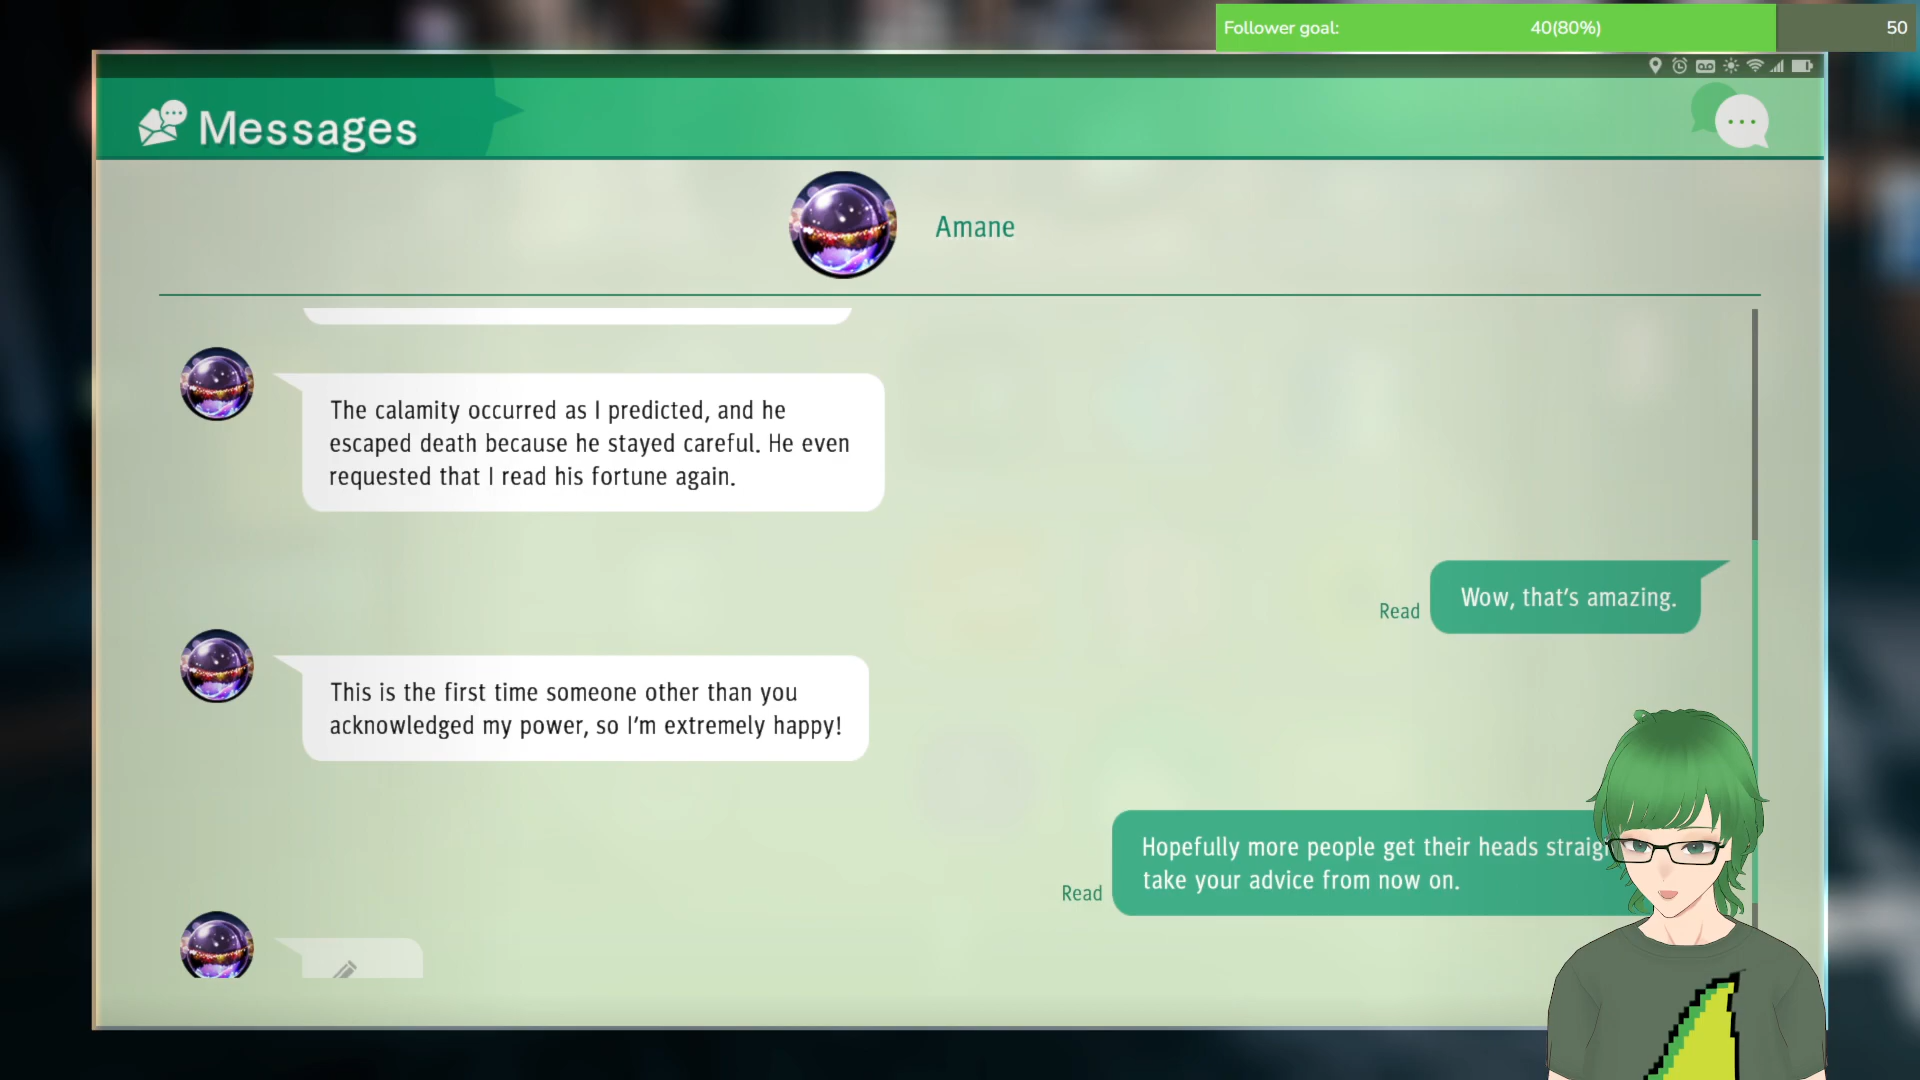 Follower goal: 40(80%) 50
Messages
Amane
The calamity occurred as I predicted, and he
escaped death because he stayed careful. He even
requested that I read his fortune again.
Wow, that's amazing.
Read
This is the first time someone other than you
acknowledged my power, so I'm extremely happy!
Hopefully more people get their heads
take your advice from now on.
Read